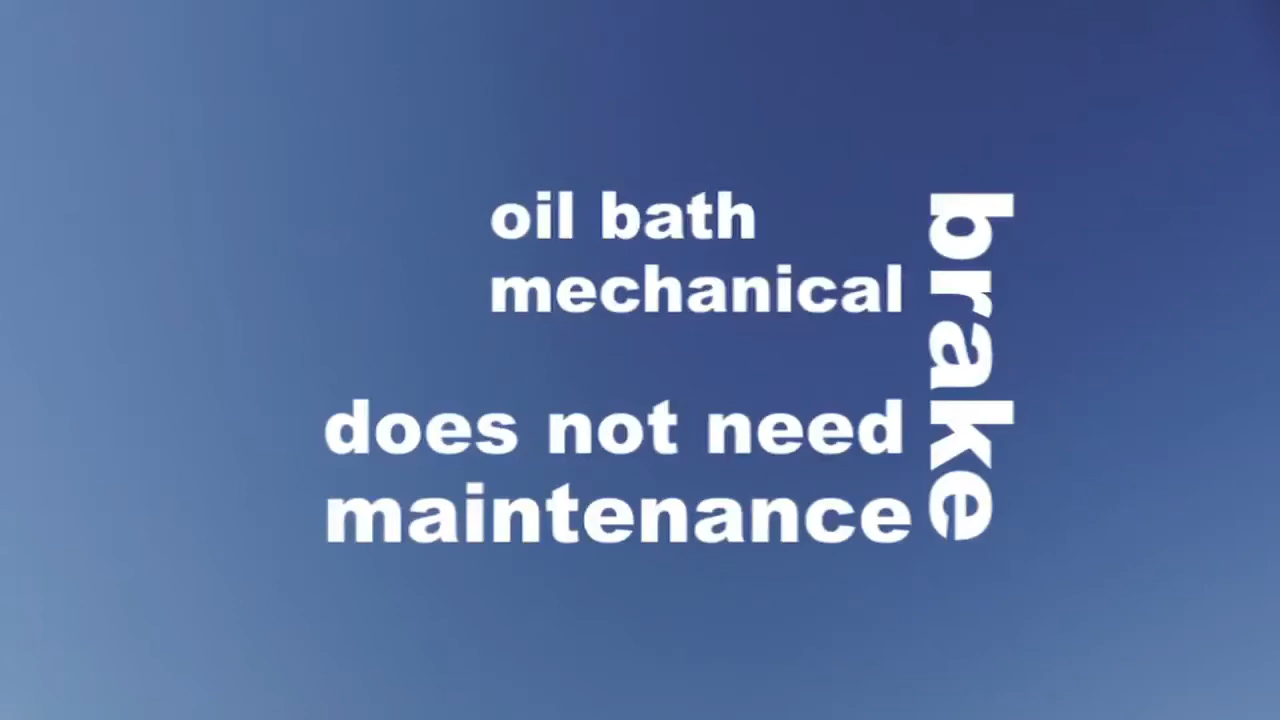 oil bath
mechanical
brake
does not need
maintenance